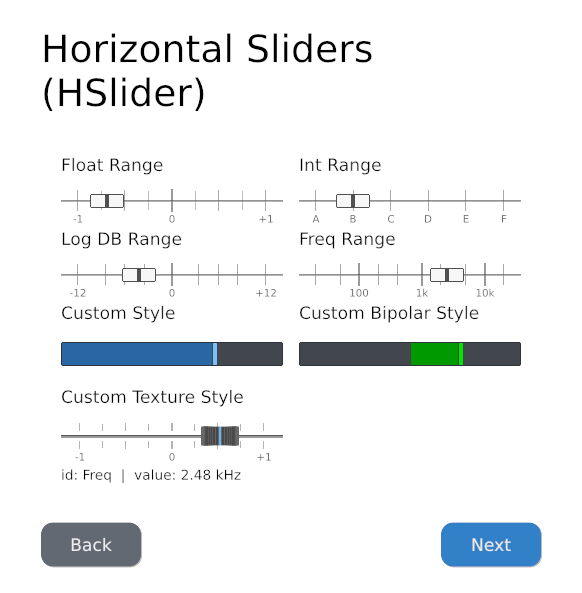 Horizontal Sliders
(HSlider)
Float Range
Int Range
-1 0 +1
A B C D E F
Log DB Range
Freq Range
-12 0 +12
100 1k 10k
Custom Style
Custom Bipolar Style
Custom Texture Style
-1 0 +1
id: Freq | value: 2.48 kHz
Back
Next